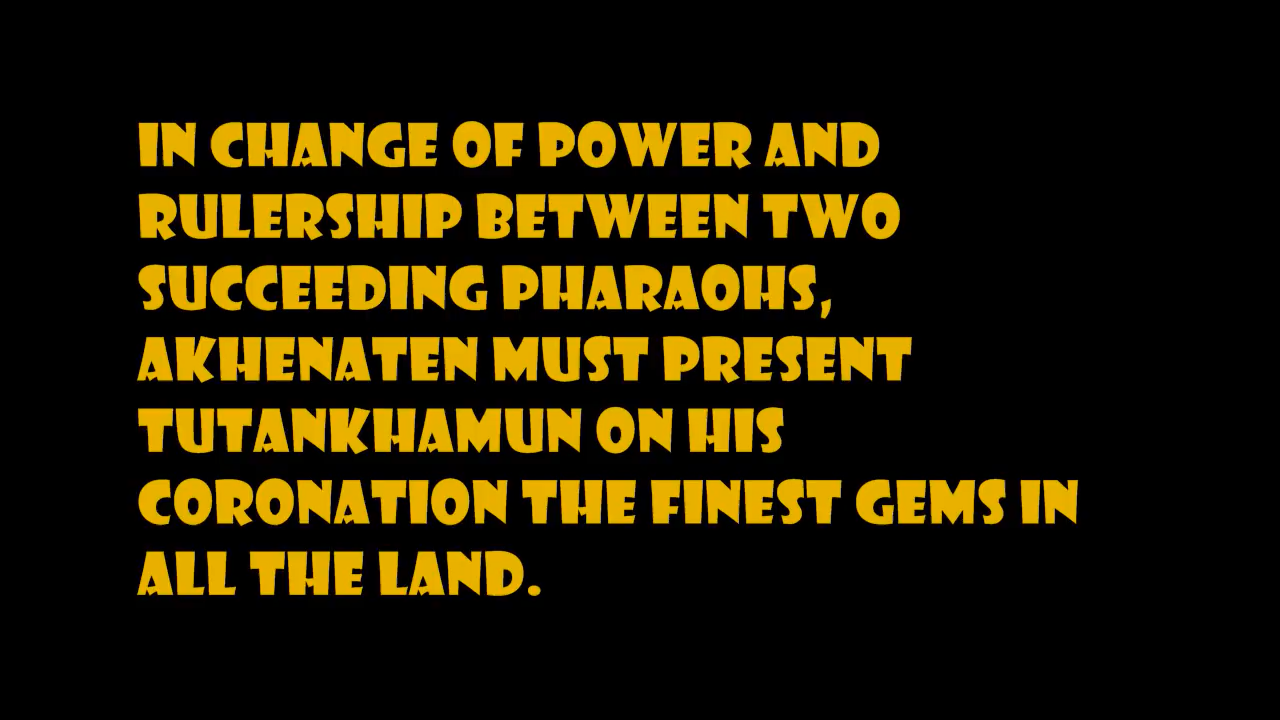 IN CHANGE OF POWER AND
RULERSHIP BETWEEN TWO
SUCCEEDING PHARAOHS,
AKHENATEN MUST PRESENT
TUTANKHAMUN ON HIS
CORONATION THE FINEST GEMS IN
ALL THE LAND.